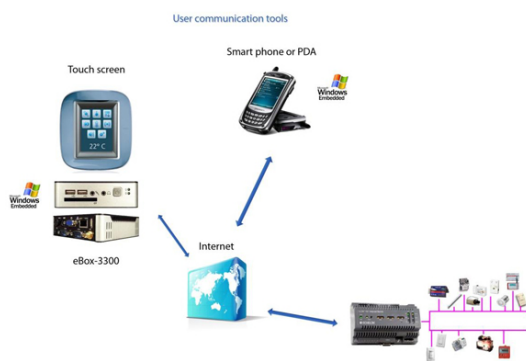 User communication tools
Smart phone or PDA
Touch screen
Windows
Embedded
22° C
Windows
Embedded
eBox-3300
Internet